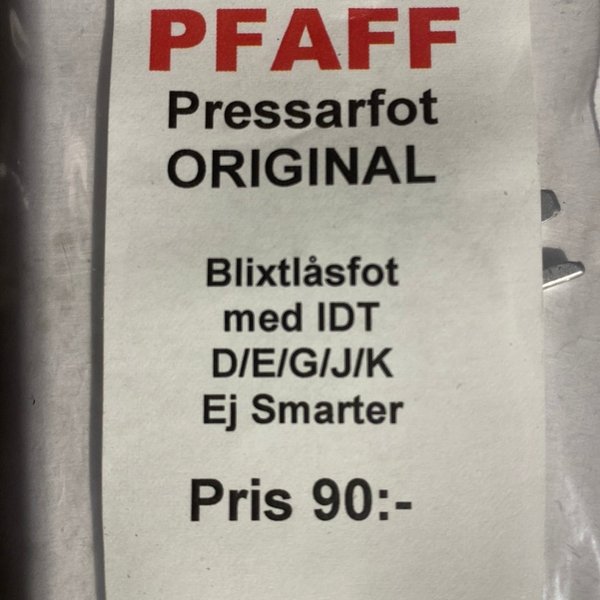 PFAFF
Pressarfot
ORIGINAL
Blixtlåsfot
med IDT
D/E/G/J/K
Ej Smarter
Pris 90:-